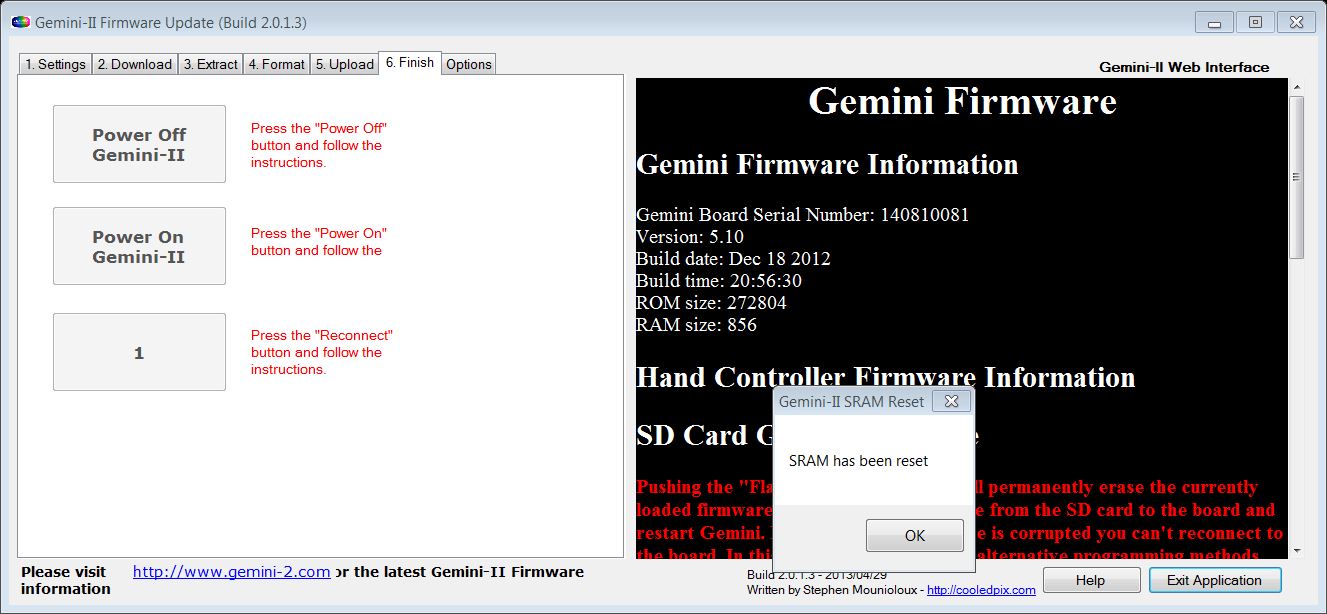 Gemini-II Firmware Update (Build 2.0.1.3)
1. Settings
2. Download
3. Extract
4. Format
5. Upload
6. Finish
Options
Power Off
Gemini-II
Press the "Power Off"
button and follow the
instructions.
Power On
Gemini-II
Press the "Power On"
button and follow the
1
Press the "Reconnect"
button and follow the
instructions.
Gemini-II Web Interface
Gemini Firmware
Gemini Firmware Information
Gemini Board Serial Number: 140810081
Version: 5.10
Build date: Dec 18 2012
Build time: 20:56:30
ROM size: 272804
RAM size: 856
Hand Controller Firmware Information
SD Card
Pushing the permanently erase the currently
loaded firmware from the SD card to the board and
restart Gemini. is corrupted you can't reconnect to
the board. In alternative programming methods
Gemini-II SRAM Reset
SRAM has been reset
OK
Please visit http://www.gemini-2.com or the latest Gemini-II Firmware
information
Build 2.0.1.3 - 2013/04/29
Written by Stephen Mounioloux - http://cooledpix.com
Help
Exit Application